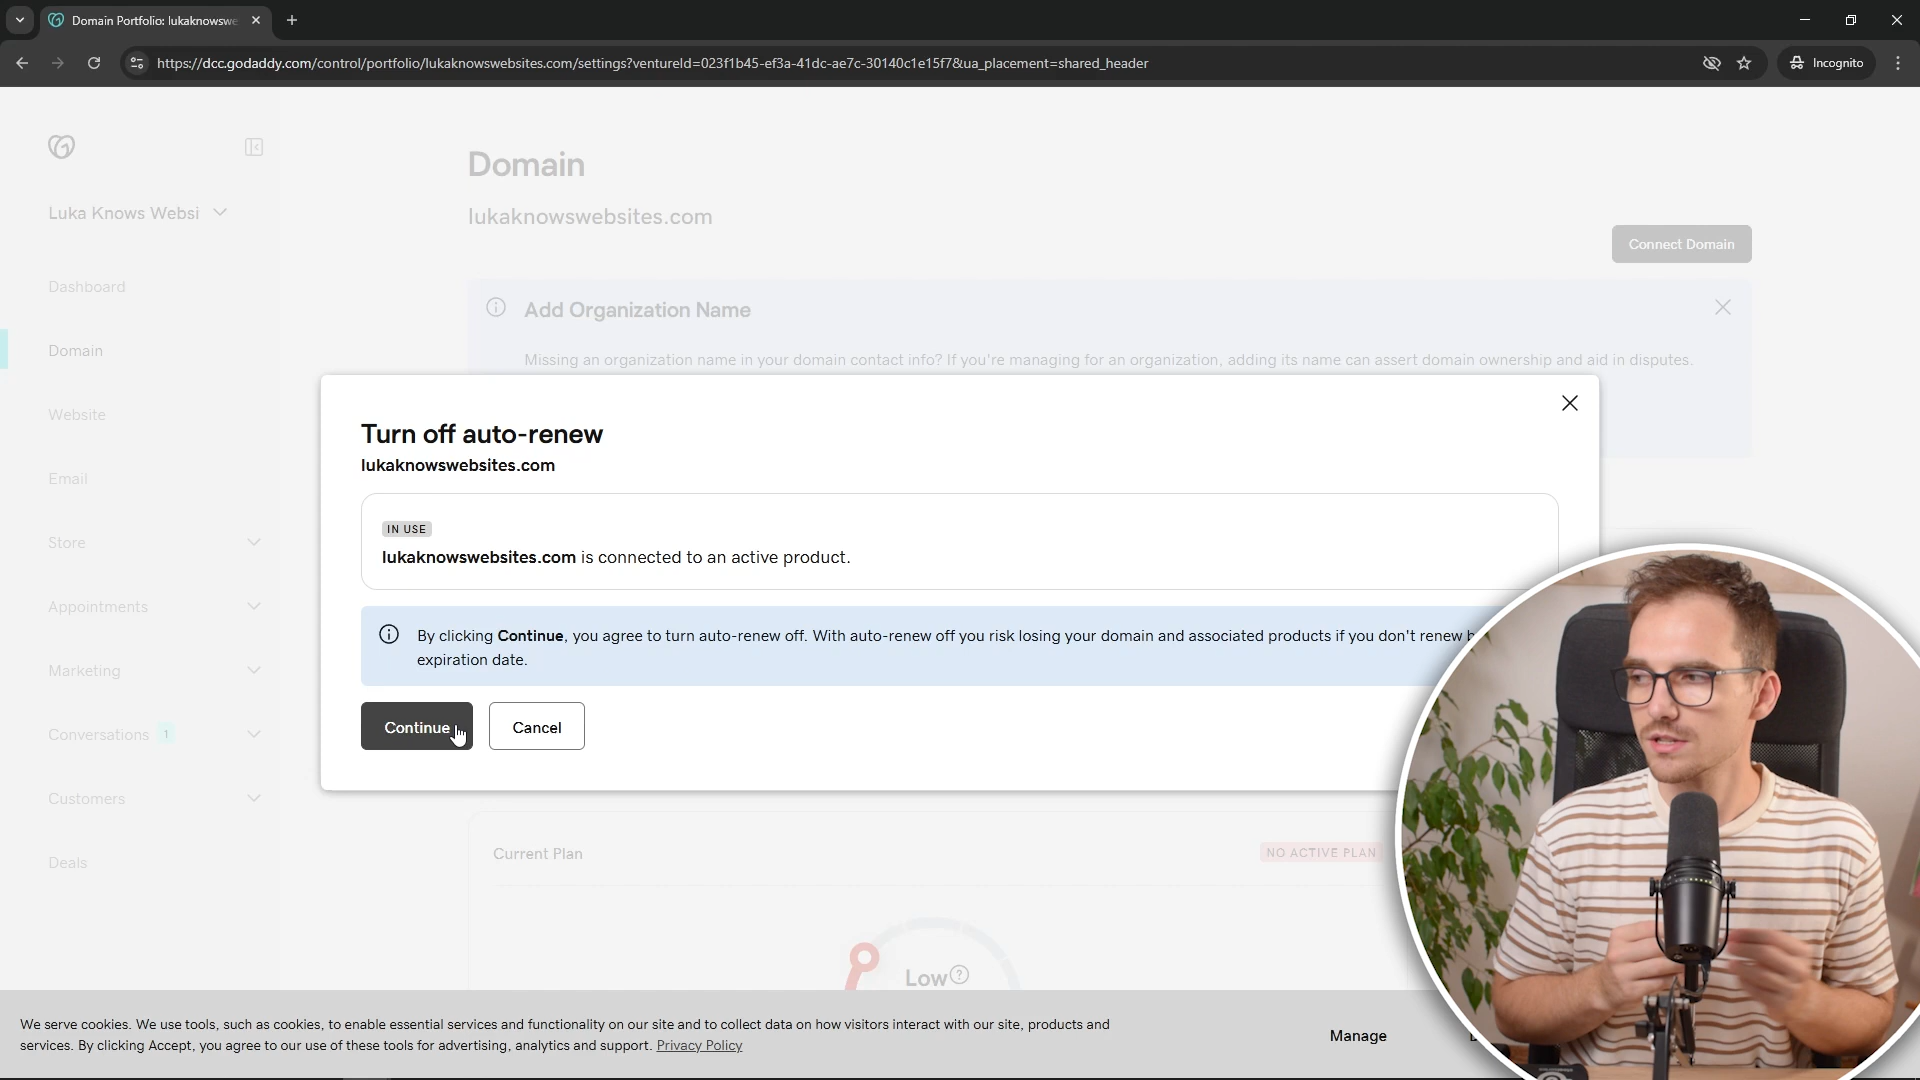 Domain Portfolio: lukaknowswe
https://dcc.godaddy.com/control/portfolio/lukaknowswebsites.com/settings?ventureId=023f1b45-ef3a-41dc-ae7c-30140c1e15f7&ua_placement=shared_header
Incognito
Luka Knows Websi
Dashboard
Domain
Website
Email
Store
Appointments
Marketing
Conversations 1
Customers
Deals
Domain
lukaknowswebsites.com
Connect Domain
Add Organization Name
Missing an organization name in your domain contact info? If you're managing for an organization, adding its name can assert domain ownership and aid in disputes.
Turn off auto-renew
lukaknowswebsites.com
IN USE
lukaknowswebsites.com is connected to an active product.
By clicking Continue, you agree to turn auto-renew off. With auto-renew off you risk losing your domain and associated products if you don't renew
expiration date.
Continue
Cancel
Current Plan
NO ACTIVE PLAN
Low
We serve cookies. We use tools, such as cookies, to enable essential services and functionality on our site and to collect data on how visitors interact with our site, products and
services. By clicking Accept, you agree to our use of these tools for advertising, analytics and support. Privacy Policy
Manage